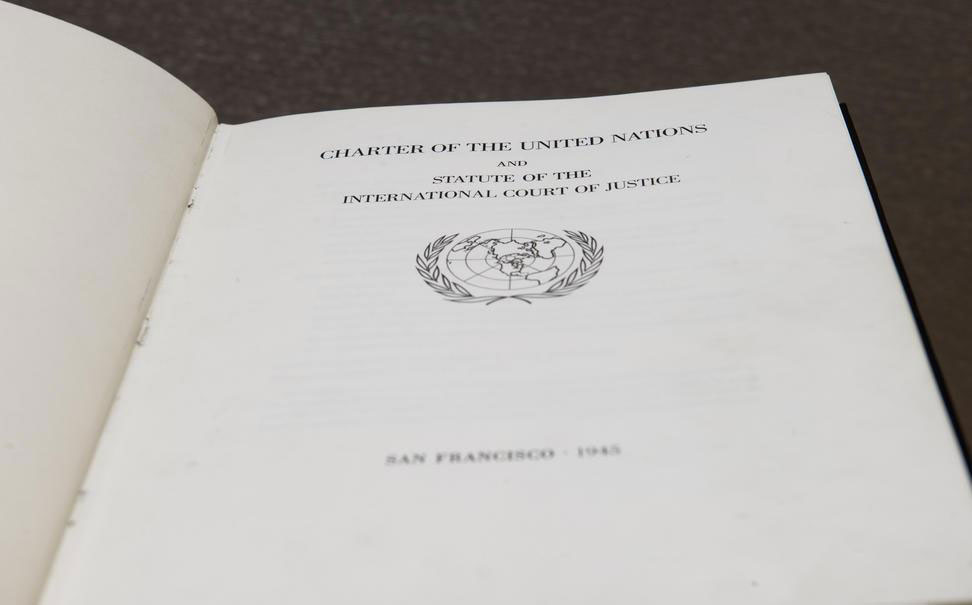 CHARTER OF THE UNITED NATIONS
AND
STATUTE OF THE
INTERNATIONAL COURT OF JUSTICE
SAN FRANCISCO · 1945